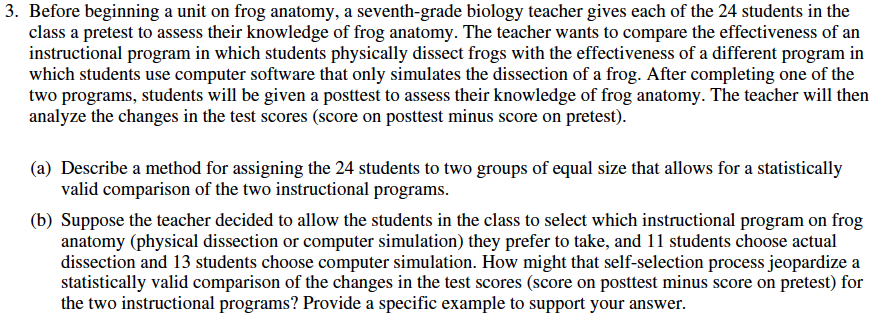 3. Before beginning a unit on frog anatomy, a seventh-grade biology teacher gives each of the 24 students in the
class a pretest to assess their knowledge of frog anatomy. The teacher wants to compare the effectiveness of an
instructional program in which students physically dissect frogs with the effectiveness of a different program in
which students use computer software that only simulates the dissection of a frog. After completing one of the
two programs, students will be given a posttest to assess their knowledge of frog anatomy. The teacher will then
analyze the changes in the test scores (score on posttest minus score on pretest).
(a) Describe a method for assigning the 24 students to two groups of equal size that allows for a statistically
valid comparison of the two instructional programs.
(b) Suppose the teacher decided to allow the students in the class to select which instructional program on frog
anatomy (physical dissection or computer simulation) they prefer to take, and 11 students choose actual
dissection and 13 students choose computer simulation. How might that self-selection process jeopardize a
statistically valid comparison of the changes in the test scores (score on posttest minus score on pretest) for
the two instructional programs? Provide a specific example to support your answer.